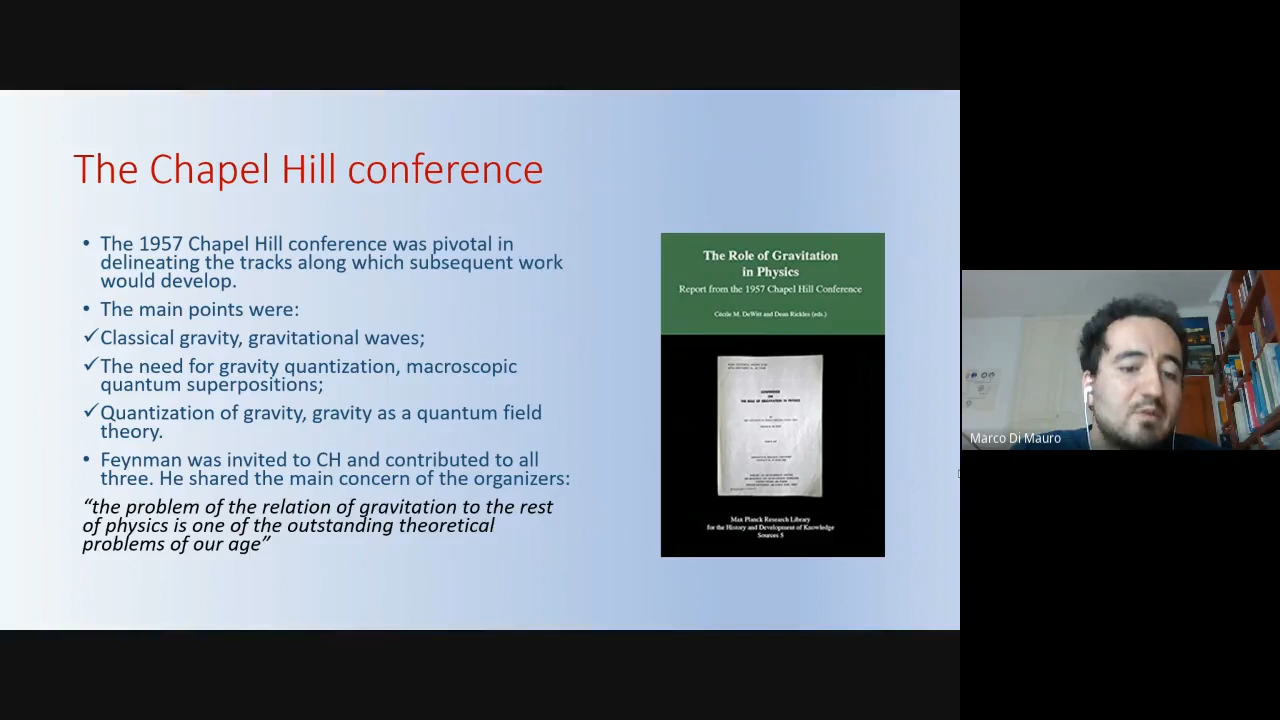 The Chapel Hill conference
• The 1957 Chapel Hill conference was pivotal in
delineating the tracks along which subsequent work
would develop.
• The main points were:
✓Classical gravity, gravitational waves;
✓The need for gravity quantization, macroscopic
quantum superpositions;
✓Quantization of gravity, gravity as a quantum field
theory.
• Feynman was invited to CH and contributed to all
three. He shared the main concern of the organizers:
“the problem of the relation of gravitation to the rest
of physics is one of the outstanding theoretical
problems of our age”
The Role of Gravitation
in Physics
Report from the 1957 Chapel Hill Conference
Cécile M. DeWitt and Dean Rickles (eds.)
Max Planck Research Library
for the History and Development of Knowledge
Sources 5
Marco Di Mauro